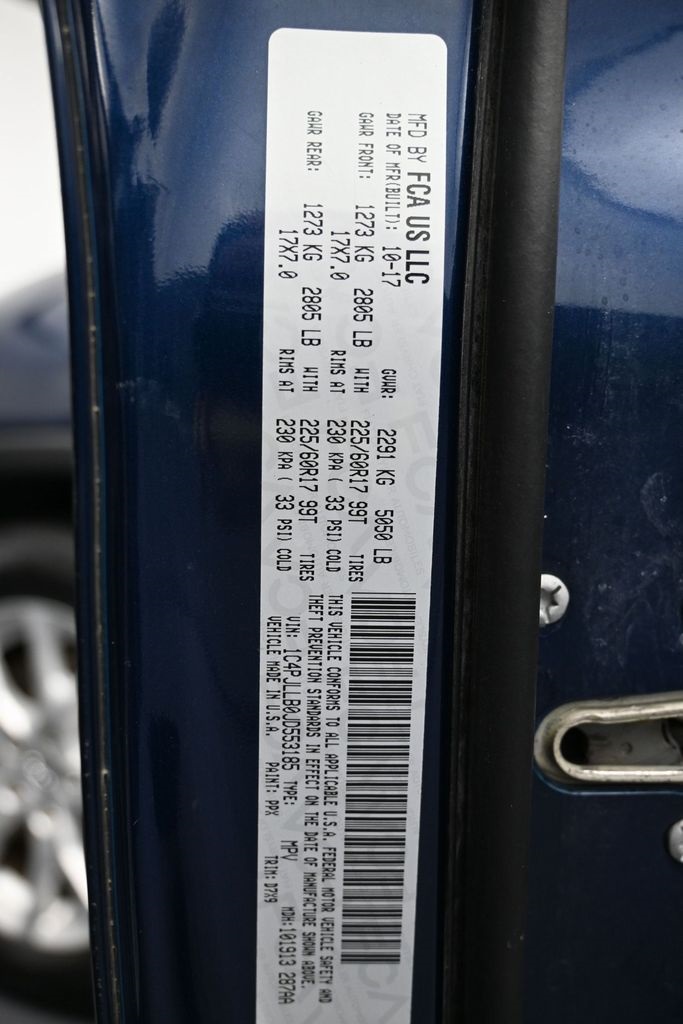 MFD BY FCA US LLC
DATE OF MFR(BUILT): 10-17 GVWR: 2291 KG 5050 LB
GAWR FRONT: 1273 KG 2805 LB WITH 225/60R17 99T TIRES
17X7.0 RIMS AT 230 KPA ( 33 PSI) COLD
GAWR REAR: 1273 KG 2805 LB WITH 225/60R17 99T TIRES
17X7.0 RIMS AT 230 KPA ( 33 PSI) COLD
THIS VEHICLE CONFORMS TO ALL APPLICABLE U.S.A. FEDERAL MOTOR VEHICLE SAFETY AND
THEFT PREVENTION STANDARDS IN EFFECT ON THE DATE OF MANUFACTURE SHOWN ABOVE.
VIN: 1C4PJLLB0JD553185 TYPE: MPV MDH:101913 287AA
VEHICLE MADE IN U.S.A. PAINT: PPX TRIM: D7X9